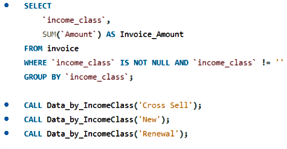 SELECT
`income_class`,
SUM(`Amount`) AS Invoice_Amount
FROM invoice
WHERE `income_class` IS NOT NULL AND `income_class` != ''
GROUP BY `income_class`;
CALL Data_by_IncomeClass('Cross Sell');
CALL Data_by_IncomeClass('New');
CALL Data_by_IncomeClass('Renewal');